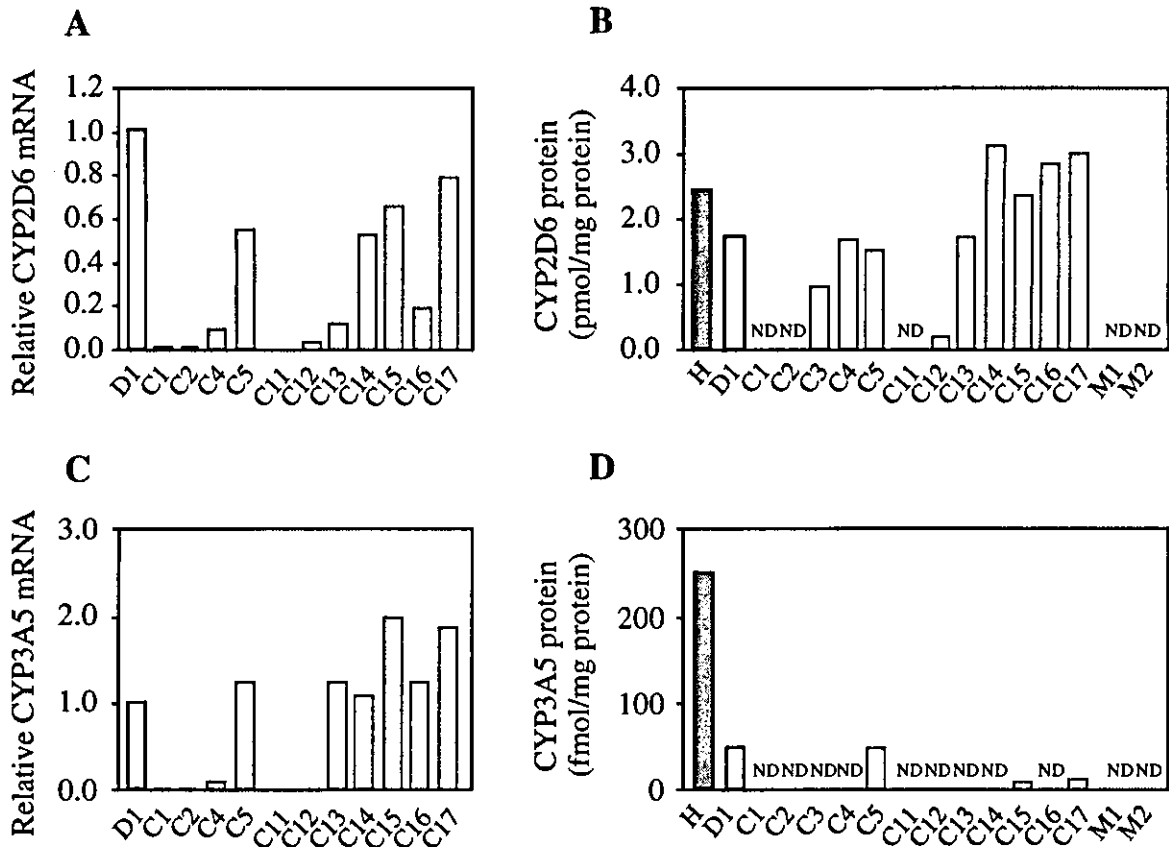 A
Relative CYP2D6 mRNA
1.2
1.0
0.8
0.6
0.4
0.2
0.0
D1 C1 C2 C4 C5 C11 C12 C13 C14 C15 C16 C17
B
CYP2D6 protein
(pmol/mg protein)
4.0
3.0
2.0
1.0
0.0
ND ND ND ND ND
H D1 C1 C2 C3 C4 C5 C11 C12 C13 C14 C15 C16 C17 M1 M2
C
Relative CYP3A5 mRNA
3.0
2.0
1.0
0.0
D1 C1 C2 C4 C5 C11 C12 C13 C14 C15 C16 C17
D
CYP3A5 protein
(fmol/mg protein)
300
200
100
0
ND ND ND ND ND ND ND ND ND ND ND
H D1 C1 C2 C3 C4 C5 C11 C12 C13 C14 C15 C16 C17 M1 M2